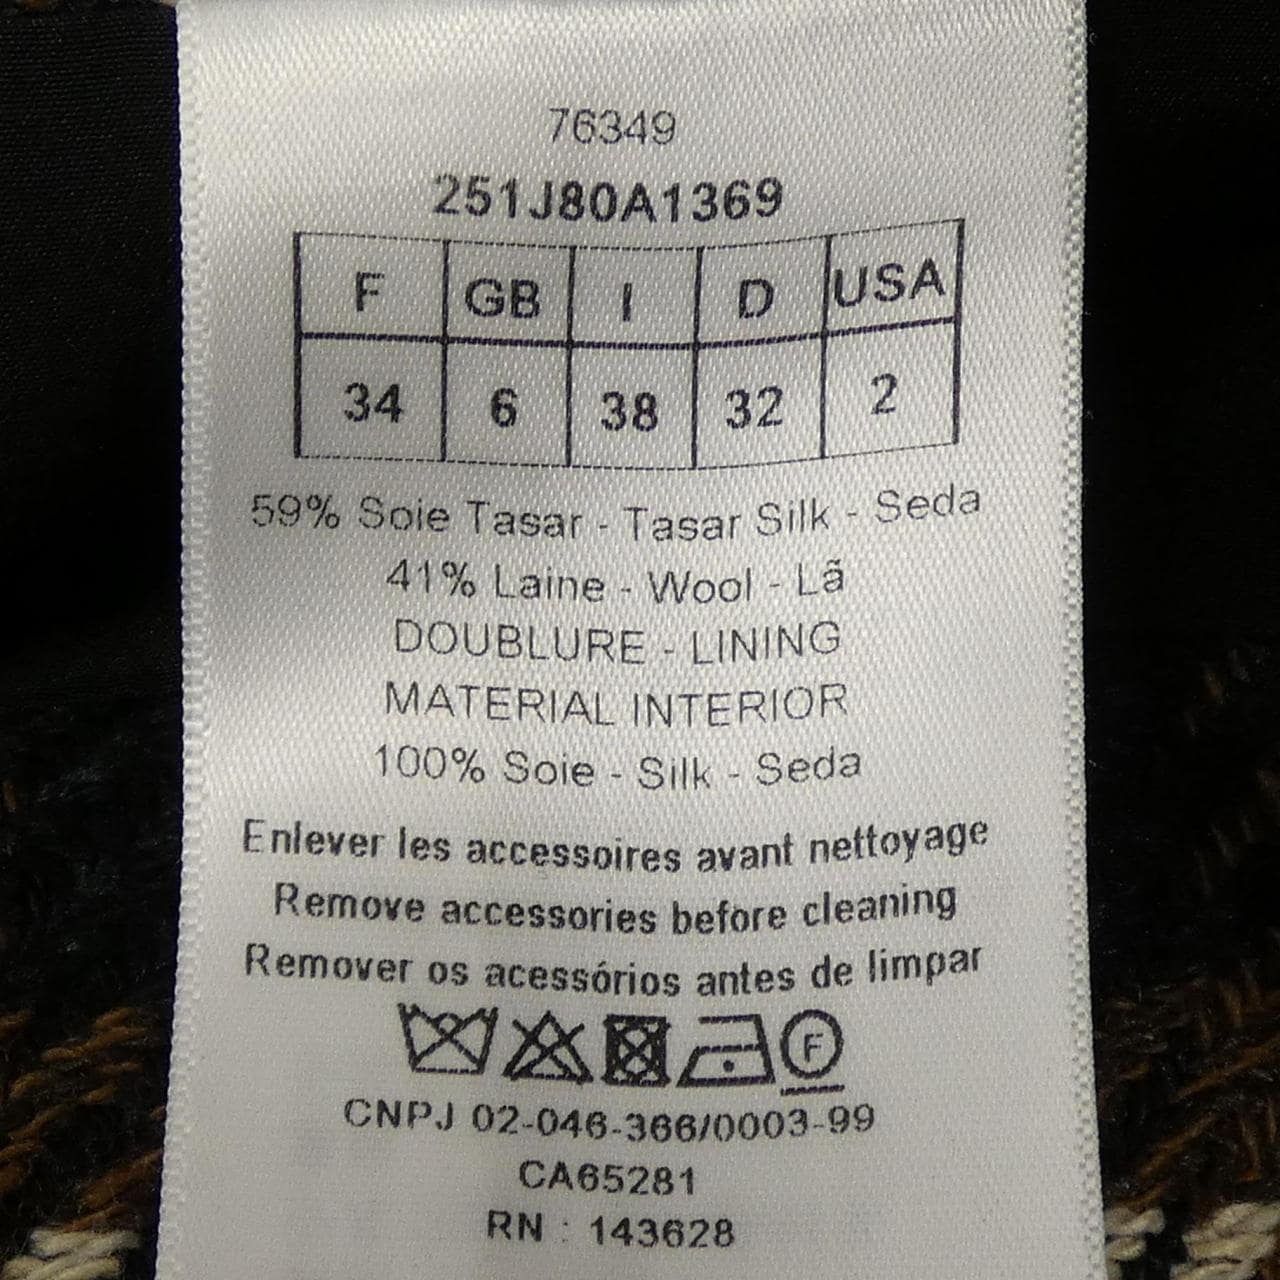 76349
251J80A1369
F GB I D USA
34 6 38 32 2
59% Soie Tasar - Tasar Silk - Seda
41% Laine - Wool - Lã
DOUBLURE - LINING
MATERIAL INTERIOR
100% Soie - Silk - Seda
Enlever les accessoires avant nettoyage
Remove accessories before cleaning
Remover os acessórios antes de limpar
F
CNPJ 02-046-366/0003-99
CA65281
RN : 143628